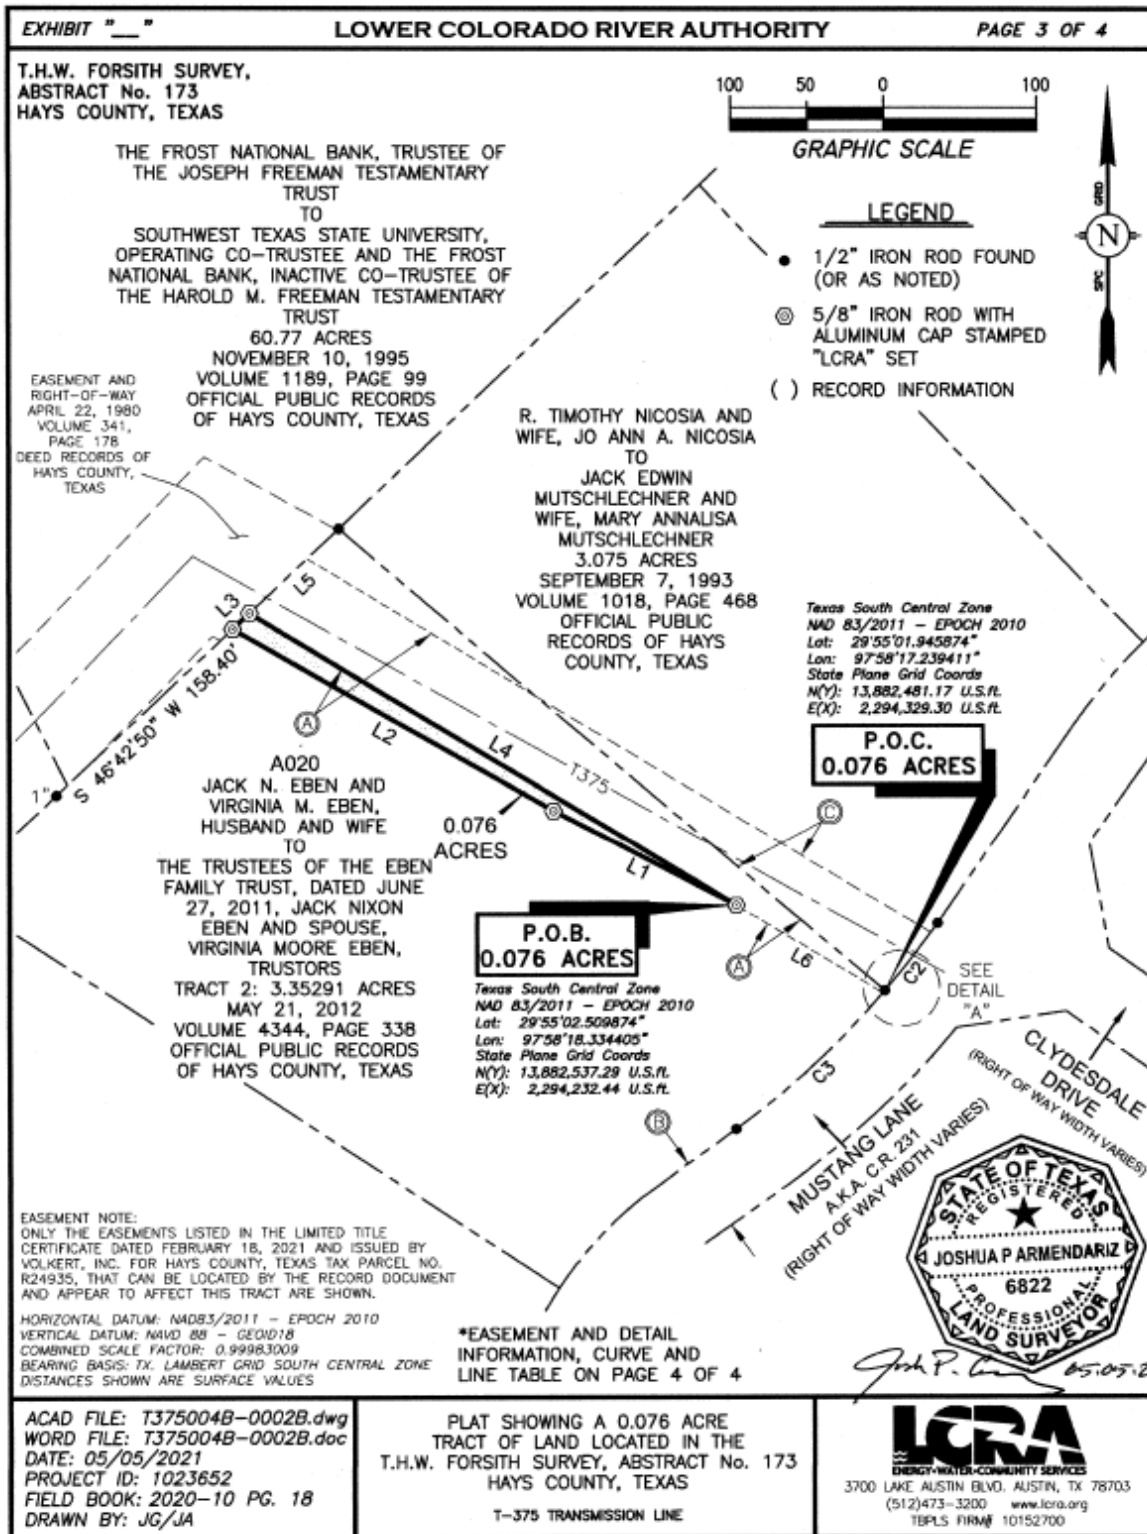 EXHIBIT "__"
LOWER COLORADO RIVER AUTHORITY
PAGE 3 OF 4
T.H.W. FORSITH SURVEY,
ABSTRACT No. 173
HAYS COUNTY, TEXAS
100 50 0 100
GRAPHIC SCALE
THE FROST NATIONAL BANK, TRUSTEE OF
THE JOSEPH FREEMAN TESTAMENTARY
TRUST
TO
SOUTHWEST TEXAS STATE UNIVERSITY,
OPERATING CO-TRUSTEE AND THE FROST
NATIONAL BANK, INACTIVE CO-TRUSTEE OF
THE HAROLD M. FREEMAN TESTAMENTARY
TRUST
60.77 ACRES
NOVEMBER 10, 1995
VOLUME 1189, PAGE 99
OFFICIAL PUBLIC RECORDS
OF HAYS COUNTY, TEXAS
LEGEND
1/2" IRON ROD FOUND
(OR AS NOTED)
5/8" IRON ROD WITH
ALUMINUM CAP STAMPED
"LCRA" SET
( ) RECORD INFORMATION
GRID
N
SPC
EASEMENT AND
RIGHT-OF-WAY
APRIL 22, 1980
VOLUME 341,
PAGE 178
DEED RECORDS OF
HAYS COUNTY,
TEXAS
R. TIMOTHY NICOSIA AND
WIFE, JO ANN A. NICOSIA
TO
JACK EDWIN
MUTSCHLECHNER AND
WIFE, MARY ANNALISA
MUTSCHLECHNER
3.075 ACRES
SEPTEMBER 7, 1993
VOLUME 1018, PAGE 468
OFFICIAL PUBLIC
RECORDS OF HAYS
COUNTY, TEXAS
Texas South Central Zone
NAD 83/2011 - EPOCH 2010
Lat: 29°55'01.945874"
Lon: 97°58'17.239411"
State Plane Grid Coords
N(Y): 13,882,481.17 U.S.ft.
E(X): 2,294,329.30 U.S.ft.
P.O.C.
0.076 ACRES
L3
L5
S 46°42'50" W 158.40'
1"
A
L2
L4
T375
C
L1
0.076
ACRES
A020
JACK N. EBEN AND
VIRGINIA M. EBEN,
HUSBAND AND WIFE
TO
THE TRUSTEES OF THE EBEN
FAMILY TRUST, DATED JUNE
27, 2011, JACK NIXON
EBEN AND SPOUSE,
VIRGINIA MOORE EBEN,
TRUSTORS
TRACT 2: 3.35291 ACRES
MAY 21, 2012
VOLUME 4344, PAGE 338
OFFICIAL PUBLIC RECORDS
OF HAYS COUNTY, TEXAS
P.O.B.
0.076 ACRES
Texas South Central Zone
NAD 83/2011 - EPOCH 2010
Lat: 29°55'02.509874"
Lon: 97°58'18.334405"
State Plane Grid Coords
N(Y): 13,882,537.29 U.S.ft.
E(X): 2,294,232.44 U.S.ft.
A
L6
C2
SEE
DETAIL
"A"
C3
B
CLYDESDALE
DRIVE
(RIGHT OF WAY WIDTH VARIES)
MUSTANG LANE
A.K.A. C.R. 231
(RIGHT OF WAY WIDTH VARIES)
STATE OF TEXAS
REGISTERED
JOSHUA P ARMENDARIZ
6822
PROFESSIONAL
LAND SURVEYOR
EASEMENT NOTE:
ONLY THE EASEMENTS LISTED IN THE LIMITED TITLE
CERTIFICATE DATED FEBRUARY 18, 2021 AND ISSUED BY
VOLKERT, INC. FOR HAYS COUNTY, TEXAS TAX PARCEL NO.
R24935, THAT CAN BE LOCATED BY THE RECORD DOCUMENT
AND APPEAR TO AFFECT THIS TRACT ARE SHOWN.
HORIZONTAL DATUM: NAD83/2011 - EPOCH 2010
VERTICAL DATUM: NAVD 88 - GEOID18
COMBINED SCALE FACTOR: 0.99983009
BEARING BASIS: TX. LAMBERT GRID SOUTH CENTRAL ZONE
DISTANCES SHOWN ARE SURFACE VALUES
*EASEMENT AND DETAIL
INFORMATION, CURVE AND
LINE TABLE ON PAGE 4 OF 4
ACAD FILE: T375004B-0002B.dwg
WORD FILE: T375004B-0002B.doc
DATE: 05/05/2021
PROJECT ID: 1023652
FIELD BOOK: 2020-10 PG. 18
DRAWN BY: JG/JA
PLAT SHOWING A 0.076 ACRE
TRACT OF LAND LOCATED IN THE
T.H.W. FORSITH SURVEY, ABSTRACT No. 173
HAYS COUNTY, TEXAS
T-375 TRANSMISSION LINE
LCRA
ENERGY•WATER•COMMUNITY SERVICES
3700 LAKE AUSTIN BLVD. AUSTIN, TX 78703
(512)473-3200 www.lcra.org
TBPLS FIRM# 10152700